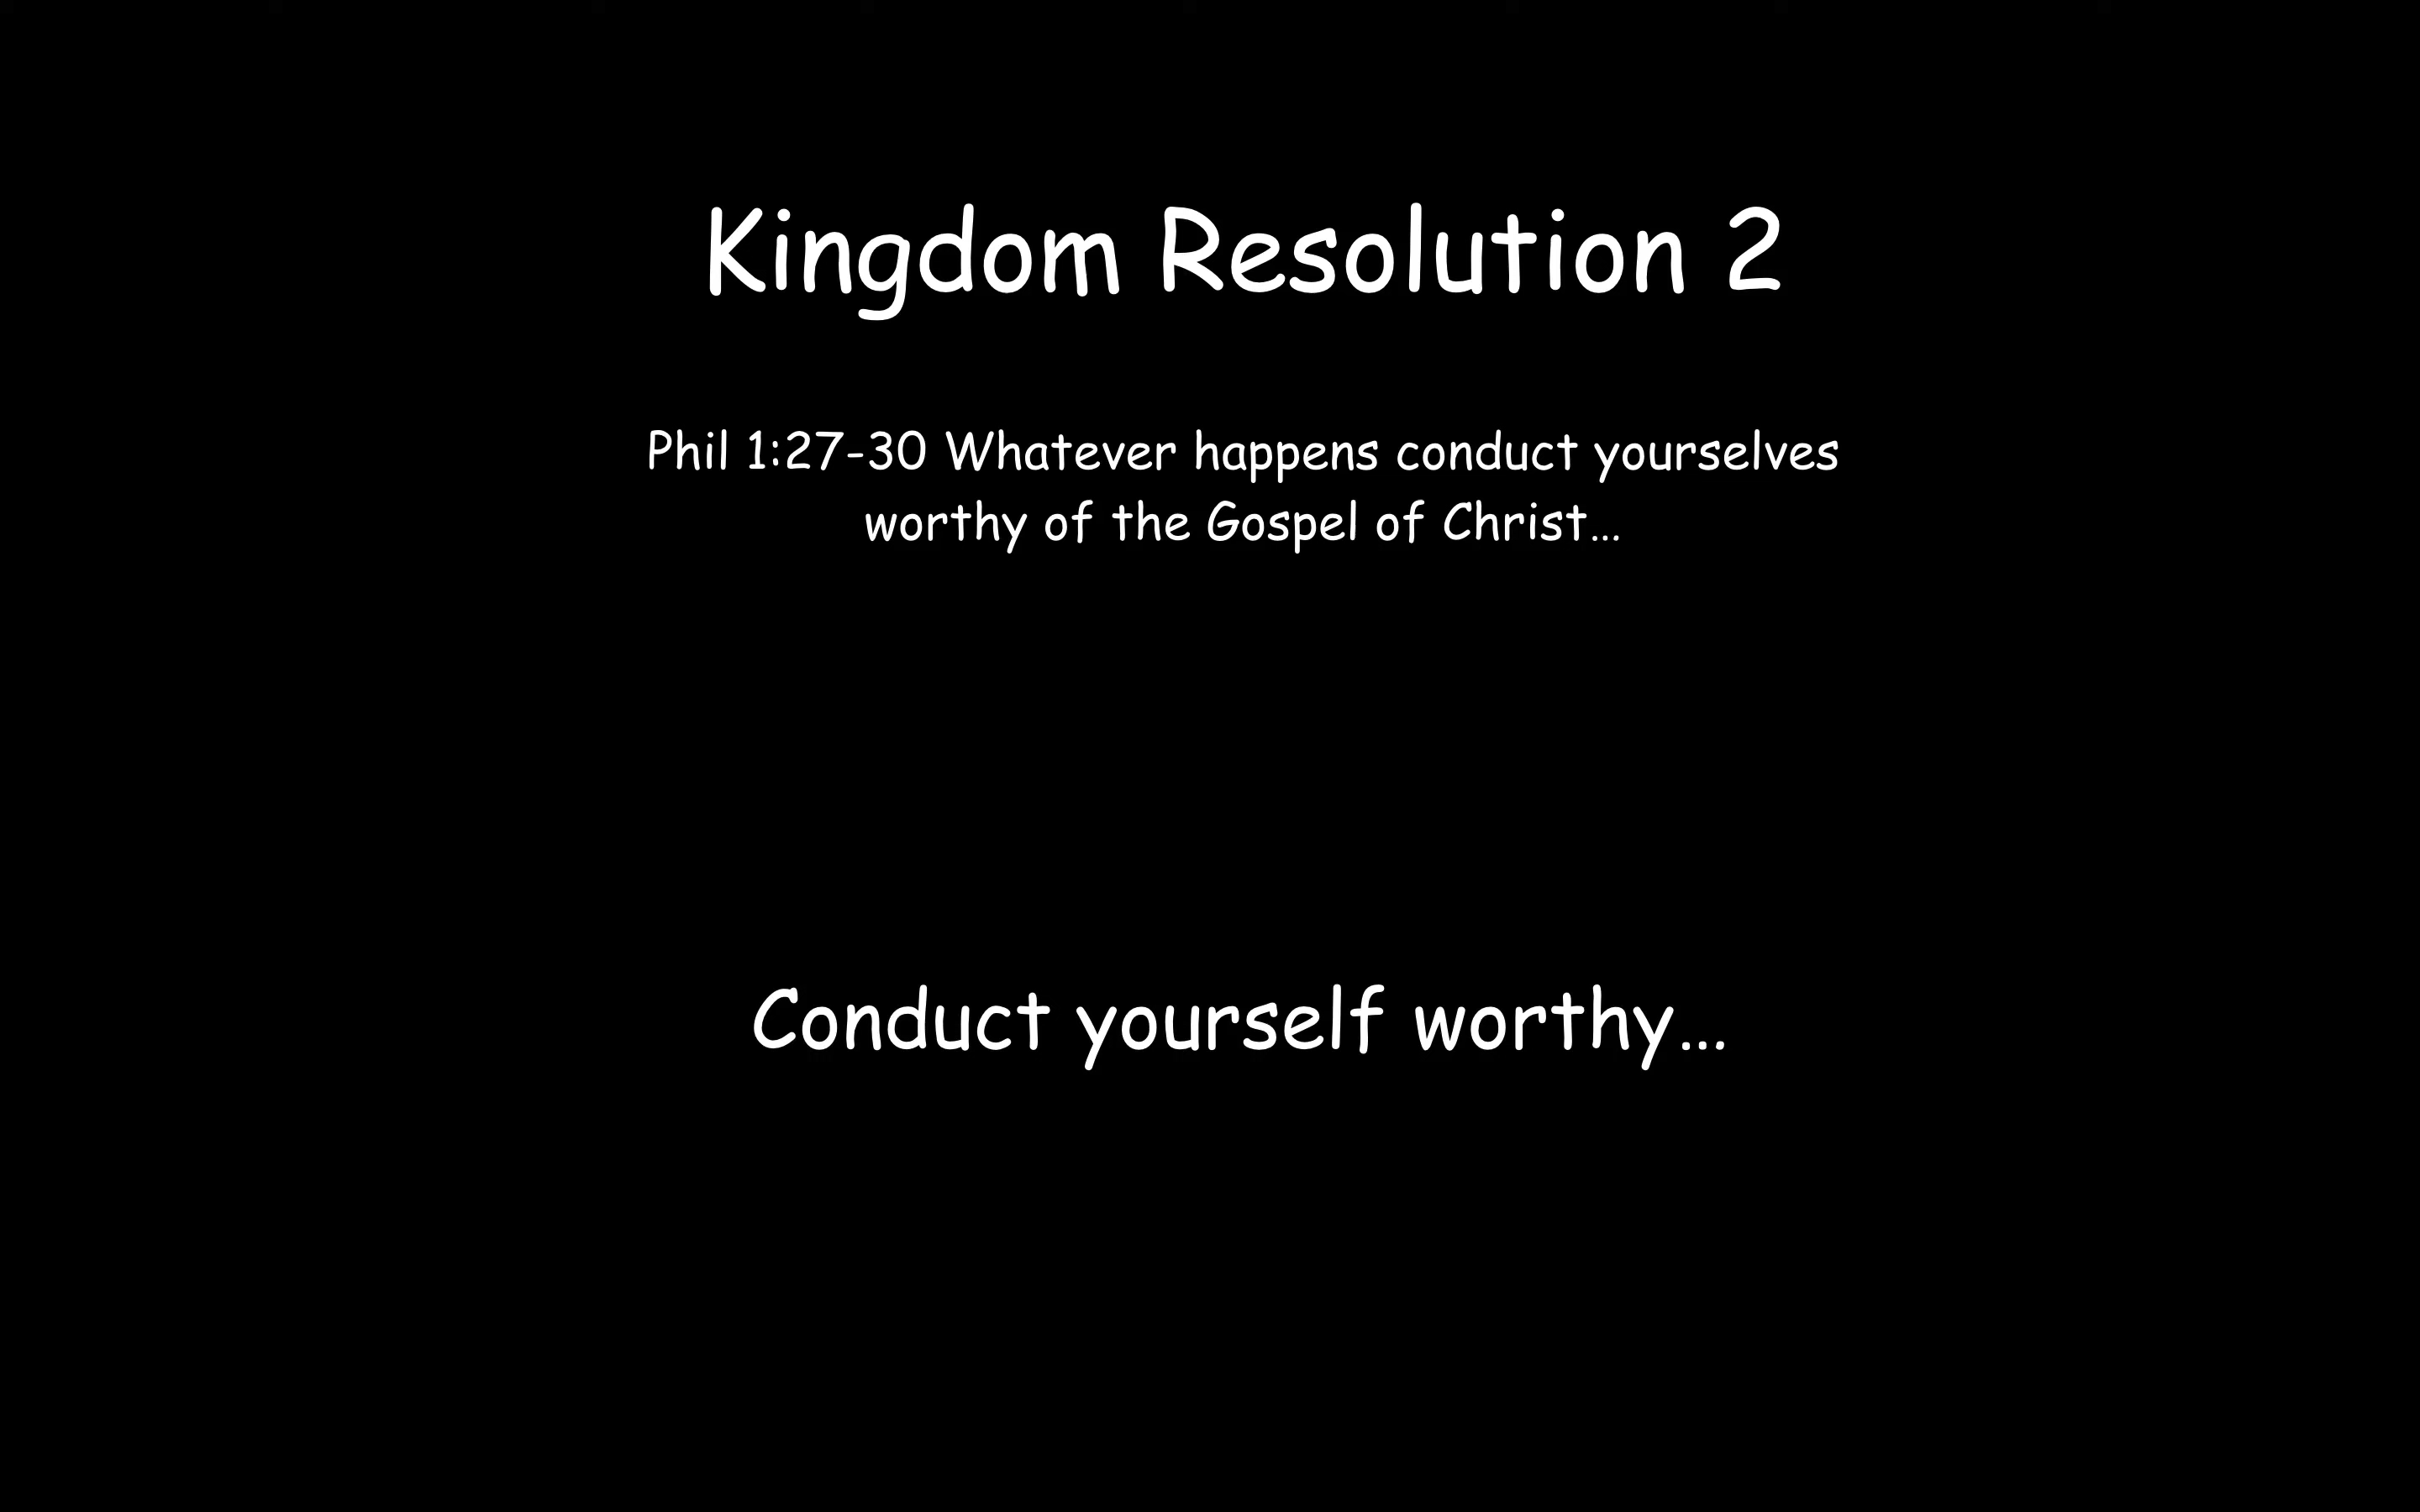 Kingdom Resolution 2
Phil 1:27-30 Whatever happens conduct yourselves
worthy of the Gospel of Christ...
Conduct yourself worthy...